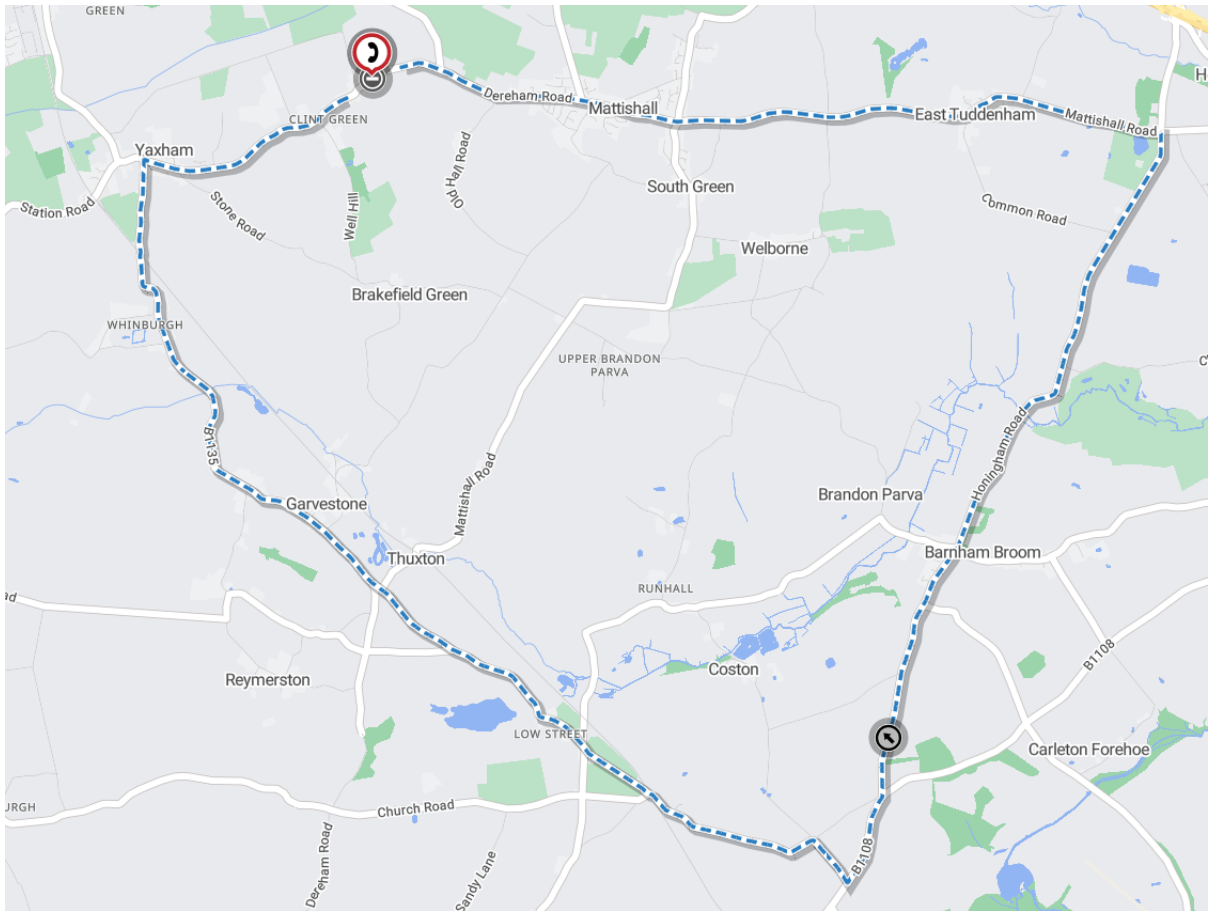 GREEN
Dereham Road
Mattishall
CLINT GREEN
East Tuddenham
Mattishall Road
H
Yaxham
Old Hall Road
South Green
Station Road
Stone Road
Well Hill
Common Road
Welborne
Brakefield Green
WHINBURGH
UPPER BRANDON
PARVA
C
B1135
Honingham Road
Mattishall Road
Brandon Parva
Garvestone
Thuxton
Barnham Broom
RUNHALL
ad
B1108
Reymerston
Coston
LOW STREET
Carleton Forehoe
URGH
Church Road
Dereham Road
Sandy Lane
B1108